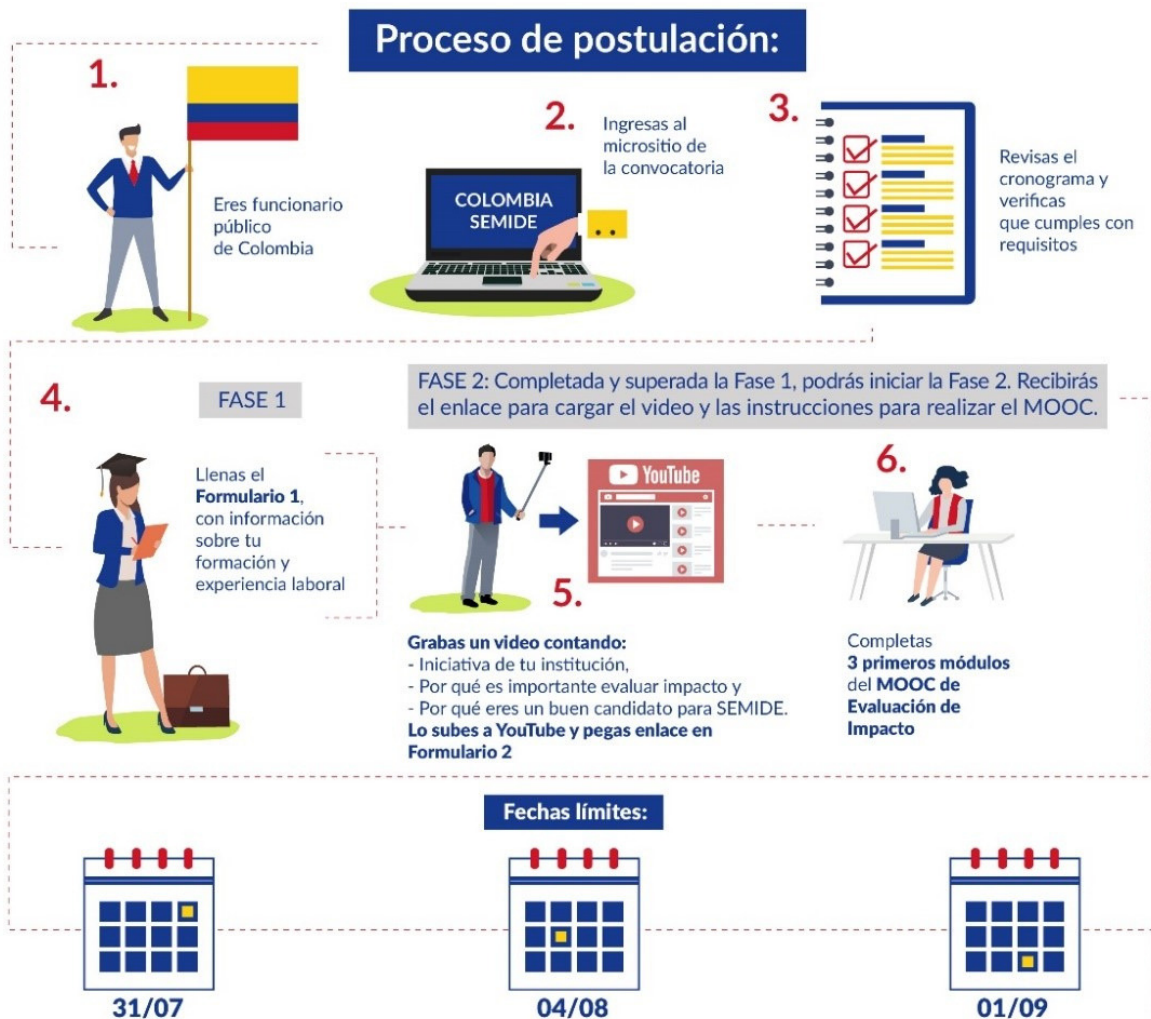 Proceso de postulación:
1.
Eres funcionario
público
de Colombia
2.
Ingresas al
micrositio de
la convocatoria
COLOMBIA
SEMIDE
3.
Revisas el
cronograma y
verificas
que cumples con
requisitos
4.
FASE 1
Llenas el
Formulario 1,
con información
sobre tu
formación y
experiencia laboral
FASE 2: Completada y superada la Fase 1, podrás iniciar la Fase 2. Recibirás
el enlace para cargar el video y las instrucciones para realizar el MOOC.
YouTube
5.
Grabas un video contando:
- Iniciativa de tu institución,
- Por qué es importante evaluar impacto y
- Por qué eres un buen candidato para SEMIDE.
Lo subes a YouTube y pegas enlace en
Formulario 2
6.
Completas
3 primeros módulos
del MOOC de
Evaluación de
Impacto
Fechas límites:
31/07
04/08
01/09